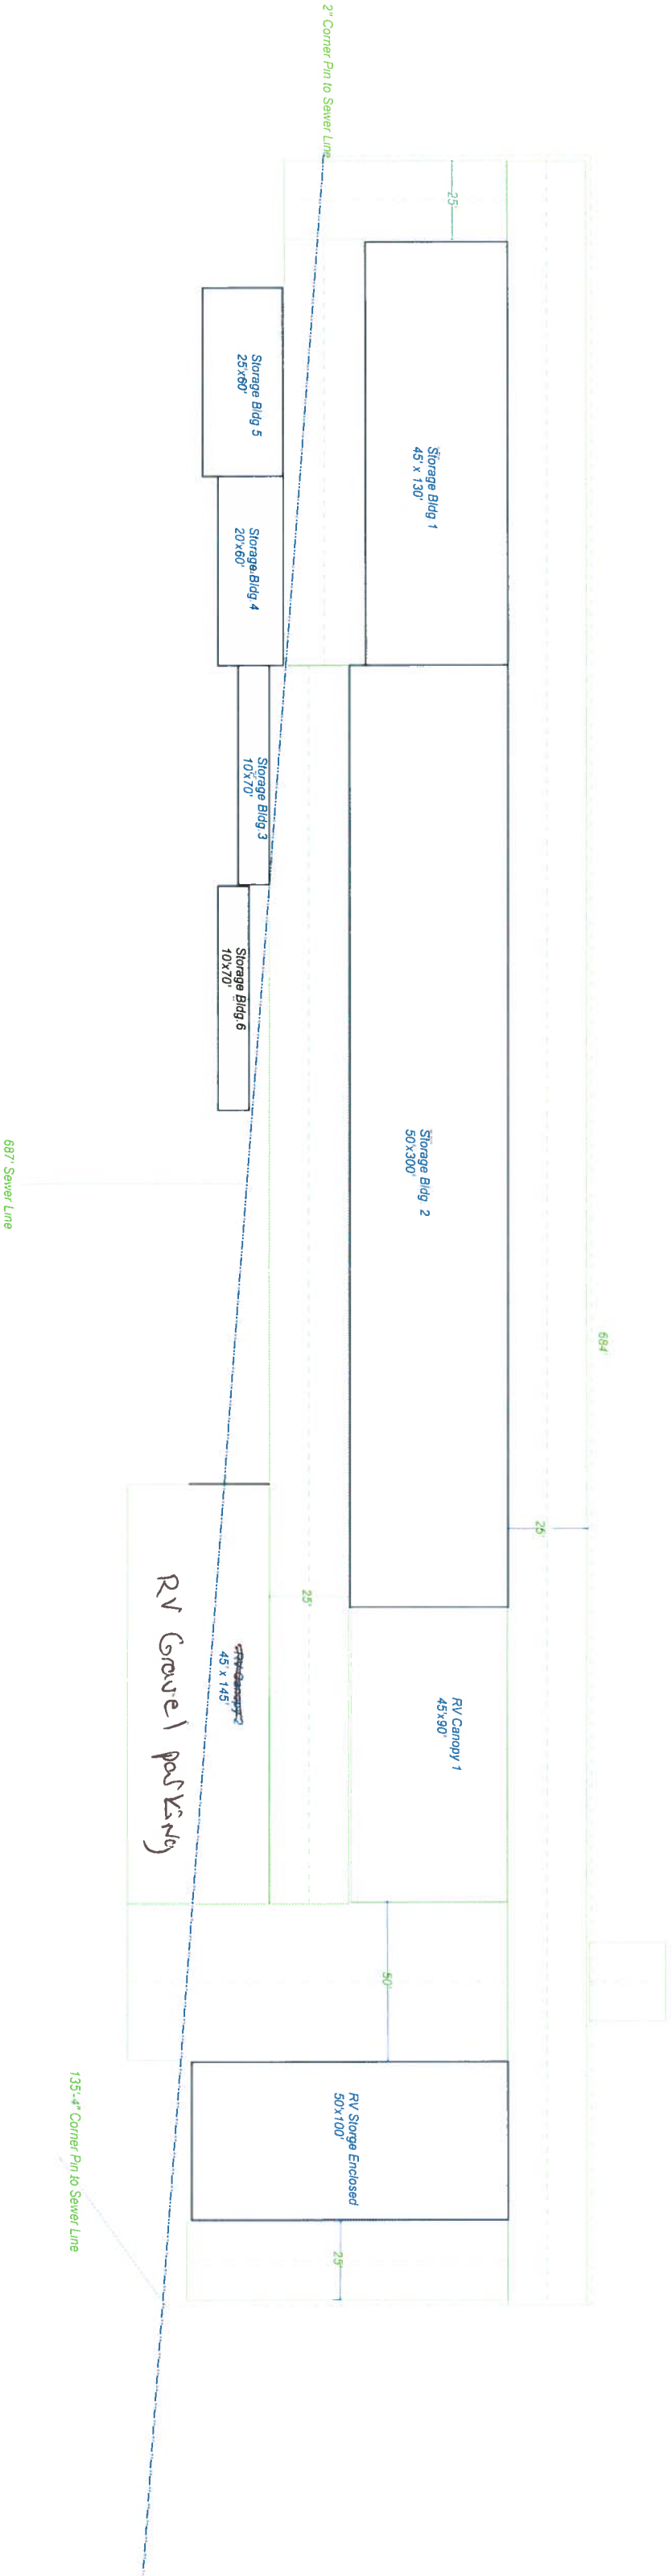 2" Corner Pin to Sewer Line
25'
Storage Bldg 5
25'x60'
Storage Bldg 1
45' x 130'
Storage Bldg.4
20'x60'
Storage Bldg.3
10'x70'
Storage Bldg.6
10'x70'
Storage Bldg. 2
50'x300'
687' Sewer Line
684'
25'
25'
RV Canopy 2
45' x 145'
RV Gravel parking
RV Canopy 1
45'x90'
50'
RV Storge Enclosed
50'x100'
135'-4" Corner Pin to Sewer Line
25'